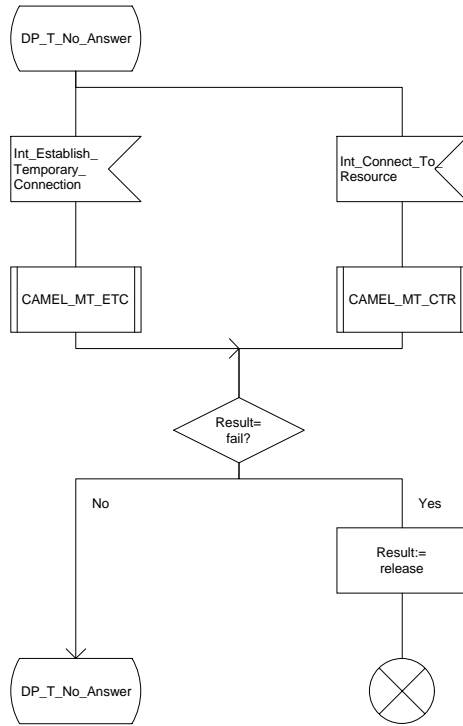 DP_T_No_Answer
Int_Establish_
Temporary_
Connection
Int_Connect_To_
Resource
CAMEL_MT_ETC
CAMEL_MT_CTR
Result=
fail?
No
Yes
Result:=
release
DP_T_No_Answer